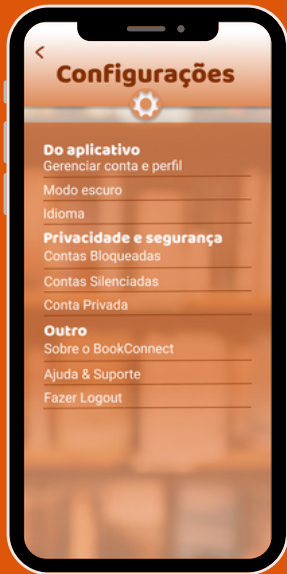 Configurações
Do aplicativo
Gerenciar conta e perfil
Modo escuro
Idioma
Privacidade e segurança
Contas Bloqueadas
Contas Silenciadas
Conta Privada
Outro
Sobre o BookConnect
Ajuda & Suporte
Fazer Logout